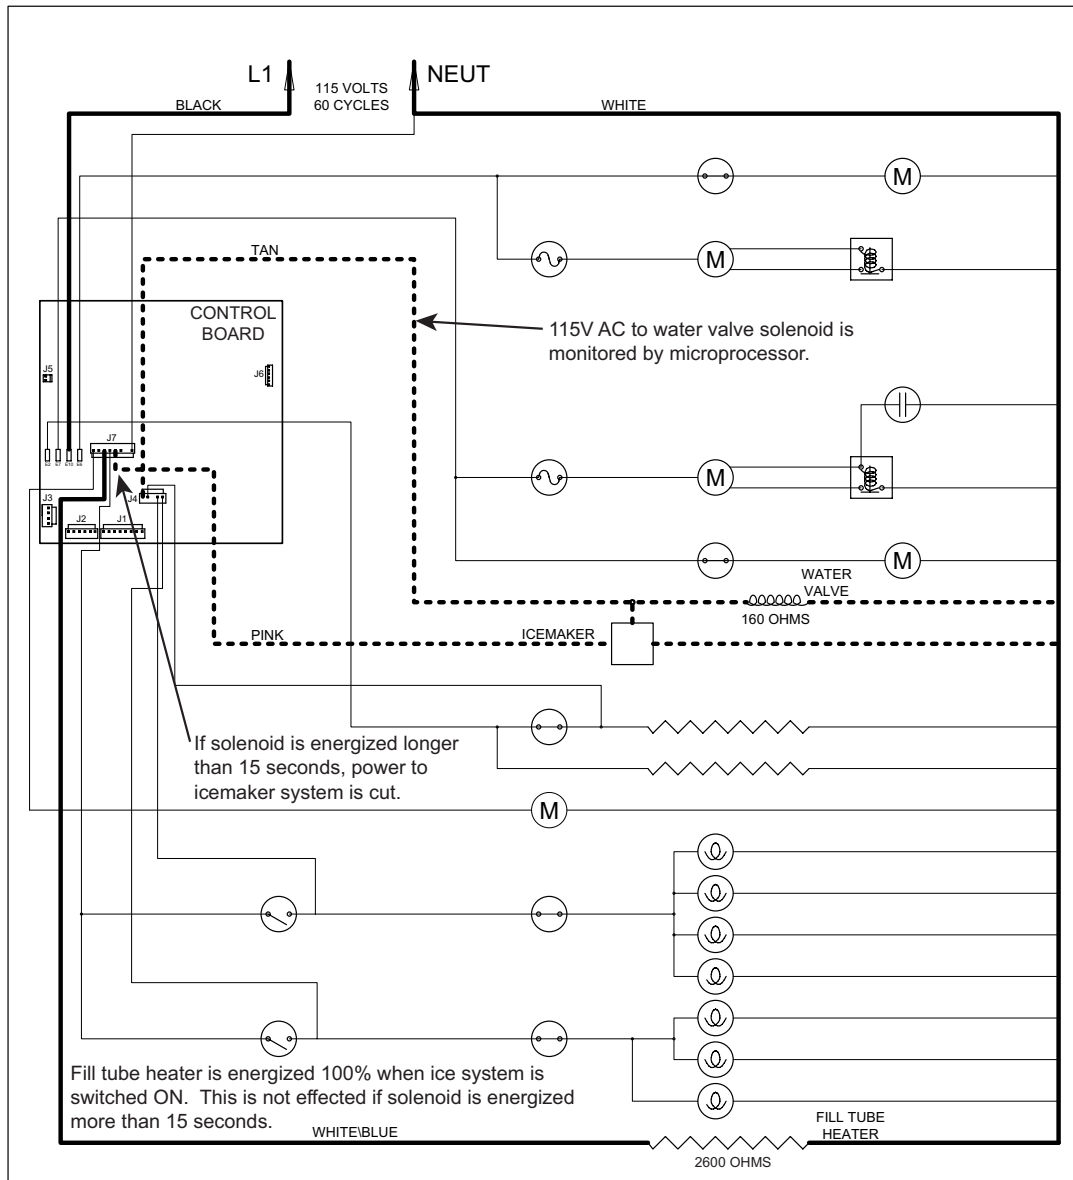 L1
NEUT
115 VOLTS
60 CYCLES
BLACK
WHITE
M
TAN
M
CONTROL
BOARD
115V AC to water valve solenoid is
monitored by microprocessor.
J5
J6
J7
E10
M
J4
J3
J2
J1
M
WATER
VALVE
160 OHMS
PINK
ICEMAKER
If solenoid is energized longer
than 15 seconds, power to
icemaker system is cut.
M
Fill tube heater is energized 100% when ice system is
switched ON. This is not effected if solenoid is energized
more than 15 seconds.
WHITE\BLUE
FILL TUBE
HEATER
2600 OHMS